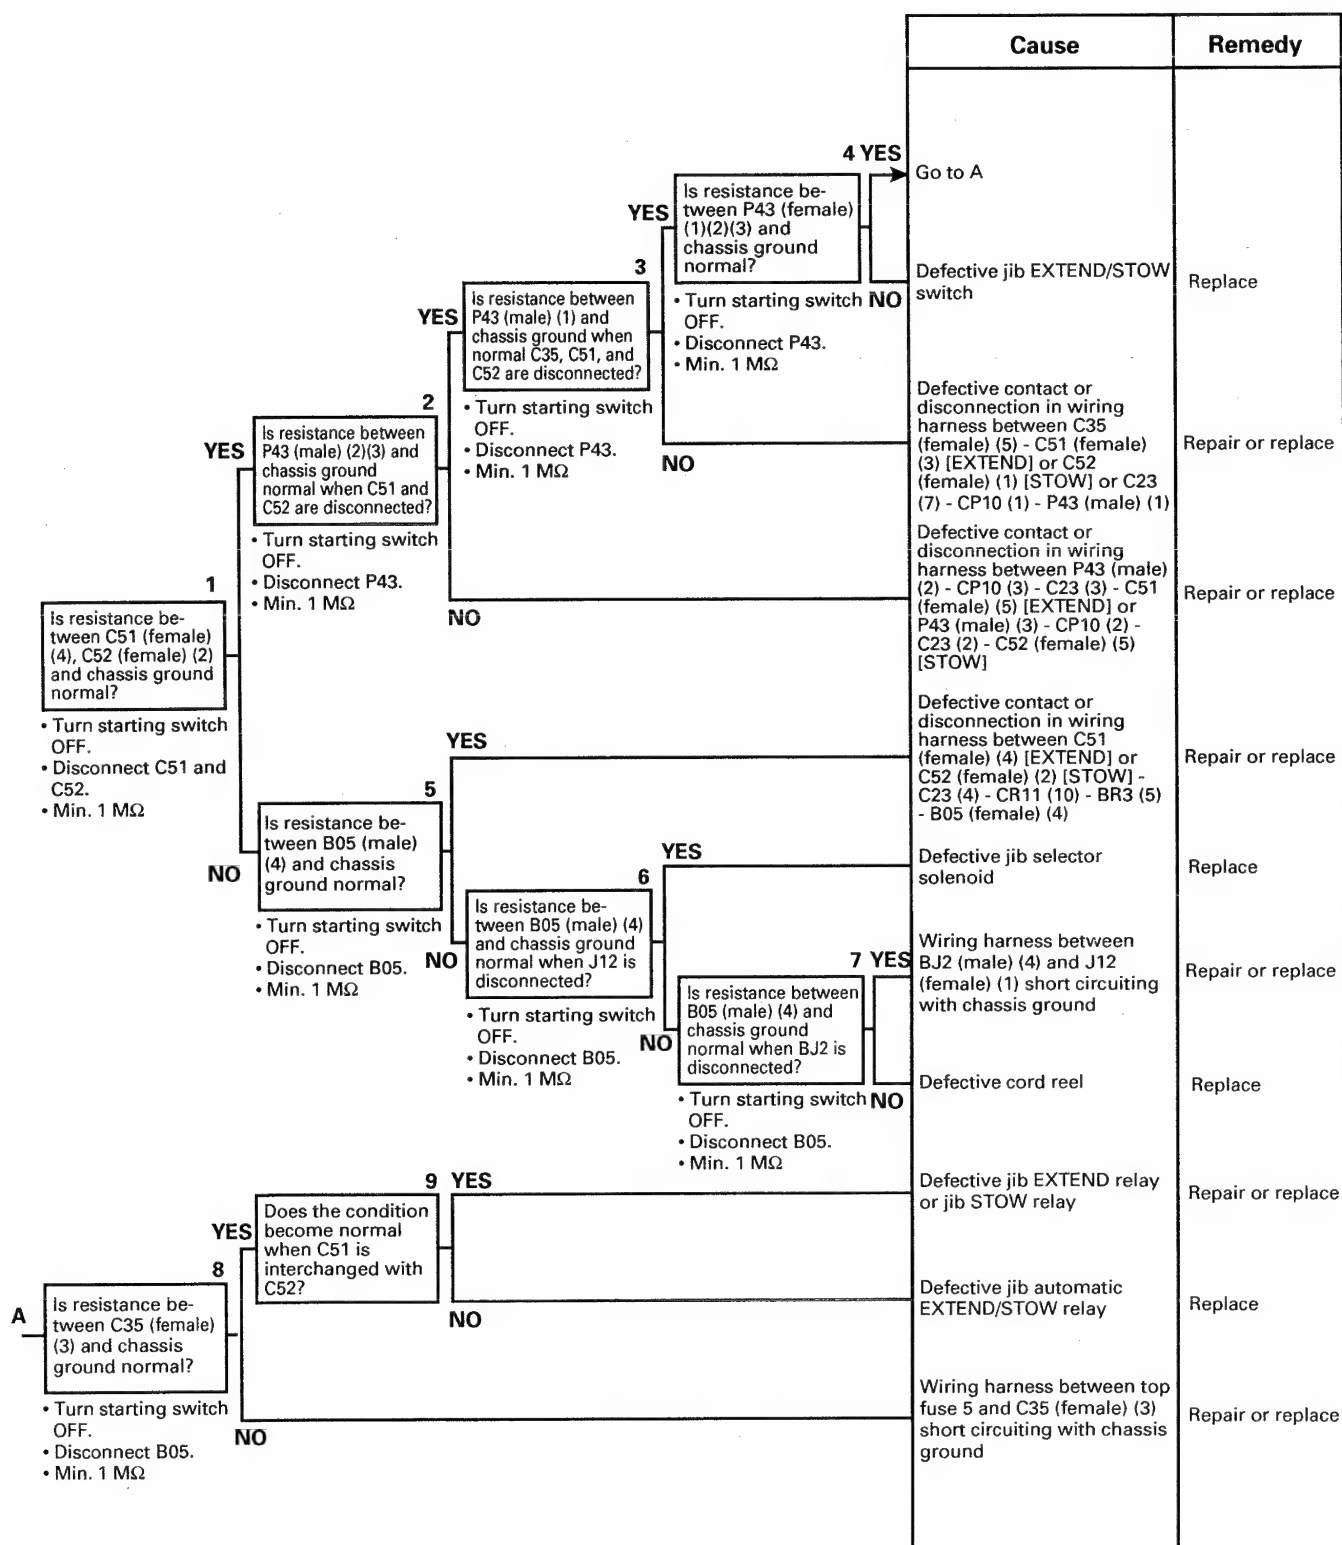 Cause
Remedy
4 YES
Go to A
Is resistance be-
tween P43 (female)
(1)(2)(3) and
chassis ground
normal?
YES
3
• Turn starting switch
OFF.
• Disconnect P43.
• Min. 1 MΩ
NO
Defective jib EXTEND/STOW
switch
Replace
Is resistance between
P43 (male) (1) and
chassis ground when
normal C35, C51, and
C52 are disconnected?
YES
2
• Turn starting switch
OFF.
• Disconnect P43.
• Min. 1 MΩ
NO
Defective contact or
disconnection in wiring
harness between C35
(female) (5) - C51 (female)
(3) [EXTEND] or C52
(female) (1) [STOW] or C23
(7) - CP10 (1) - P43 (male) (1)
Repair or replace
Is resistance between
P43 (male) (2)(3) and
chassis ground
normal when C51 and
C52 are disconnected?
YES
• Turn starting switch
OFF.
• Disconnect P43.
• Min. 1 MΩ
NO
Defective contact or
disconnection in wiring
harness between P43 (male)
(2) - CP10 (3) - C23 (3) - C51
(female) (5) [EXTEND] or
P43 (male) (3) - CP10 (2) -
C23 (2) - C52 (female) (5)
[STOW]
Repair or replace
1
Is resistance be-
tween C51 (female)
(4), C52 (female) (2)
and chassis ground
normal?
• Turn starting switch
OFF.
• Disconnect C51 and
C52.
• Min. 1 MΩ
YES
Defective contact or
disconnection in wiring
harness between C51
(female) (4) [EXTEND] or
C52 (female) (2) [STOW] -
C23 (4) - CR11 (10) - BR3 (5)
- B05 (female) (4)
Repair or replace
5
Is resistance be-
tween B05 (male)
(4) and chassis
ground normal?
NO
• Turn starting switch
OFF.
• Disconnect B05.
• Min. 1 MΩ
NO
6
YES
Defective jib selector
solenoid
Replace
Is resistance be-
tween B05 (male) (4)
and chassis ground
normal when J12 is
disconnected?
• Turn starting switch
OFF.
• Disconnect B05.
• Min. 1 MΩ
NO
7 YES
Wiring harness between
BJ2 (male) (4) and J12
(female) (1) short circuiting
with chassis ground
Repair or replace
Is resistance between
B05 (male) (4) and
chassis ground
normal when BJ2 is
disconnected?
• Turn starting switch
OFF.
• Disconnect B05.
• Min. 1 MΩ
NO
Defective cord reel
Replace
9 YES
Defective jib EXTEND relay
or jib STOW relay
Repair or replace
Does the condition
become normal
when C51 is
interchanged with
C52?
YES
8
NO
Defective jib automatic
EXTEND/STOW relay
Replace
A
Is resistance be-
tween C35 (female)
(3) and chassis
ground normal?
• Turn starting switch
OFF.
• Disconnect B05.
• Min. 1 MΩ
NO
Wiring harness between top
fuse 5 and C35 (female) (3)
short circuiting with chassis
ground
Repair or replace